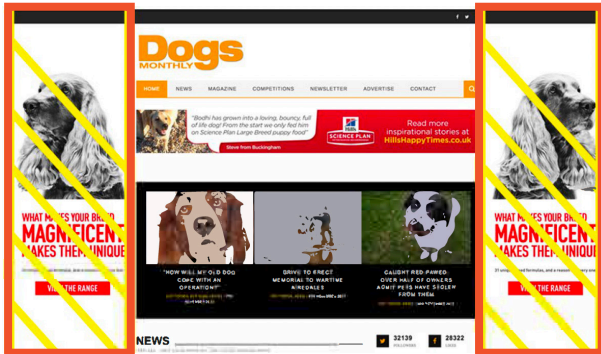 Dogs
MONTHLY
HOME NEWS MAGAZINE COMPETITIONS NEWSLETTER ADVERTISE CONTACT
"Bodhi has grown into a loving, bouncy, full
of life dog! From the start we only fed him
on Science Plan Large Breed puppy food"
Steve from Buckingham
Hill's
SCIENCE PLAN
Read more
inspirational stories at
HillsHappyTimes.co.uk
WHAT MAKES YOUR BREED
MAGNIFICENT
MAKES THEM UNIQUE
VIEW THE RANGE
"HOW WILL MY OLD DOG
COPE WITH AN
OPERATION?"
DRIVE TO ERECT
MEMORIAL TO WARTIME
AIREDALES
CAUGHT RED-PAWED:
OVER HALF OF OWNERS
ADMIT PETS HAVE STOLEN
FROM THEM
WHAT MAKES YOUR BREED
MAGNIFICENT
MAKES THEM UNIQUE
VIEW THE RANGE
NEWS
32139
FOLLOWERS
28322
LIKES